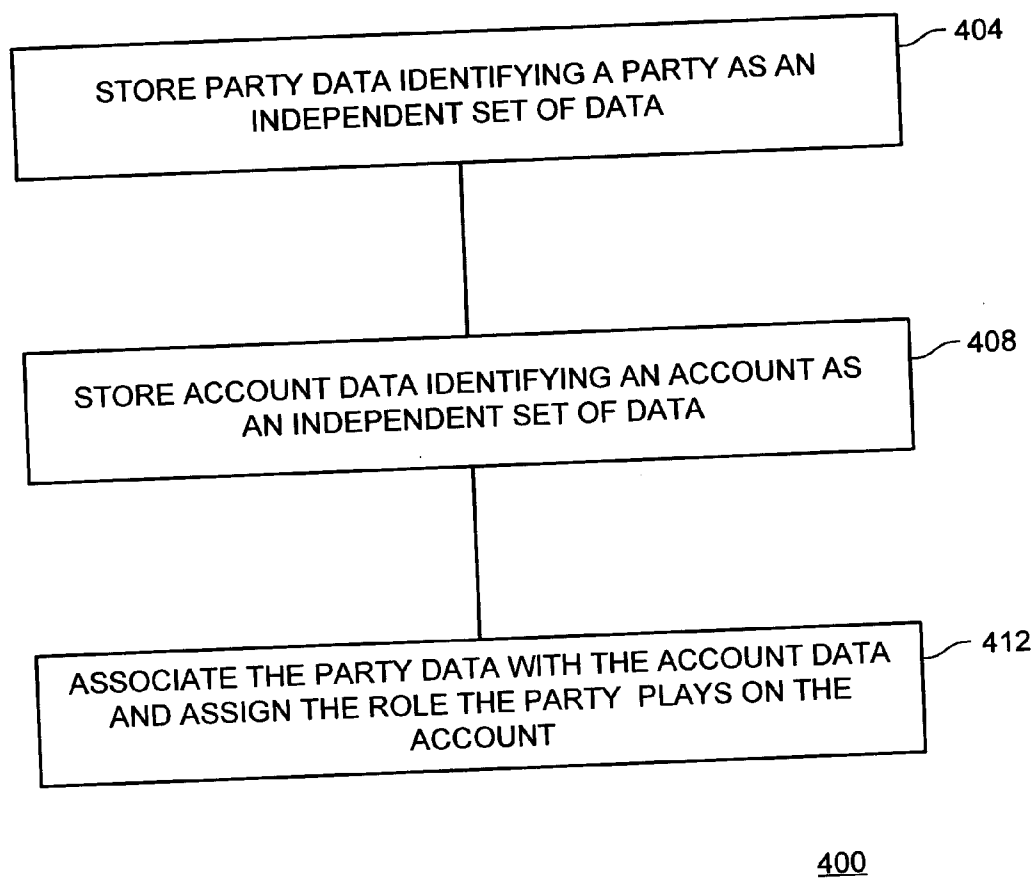 404
STORE PARTY DATA IDENTIFYING A PARTY AS AN
INDEPENDENT SET OF DATA
408
STORE ACCOUNT DATA IDENTIFYING AN ACCOUNT AS
AN INDEPENDENT SET OF DATA
412
ASSOCIATE THE PARTY DATA WITH THE ACCOUNT DATA
AND ASSIGN THE ROLE THE PARTY PLAYS ON THE
ACCOUNT
400